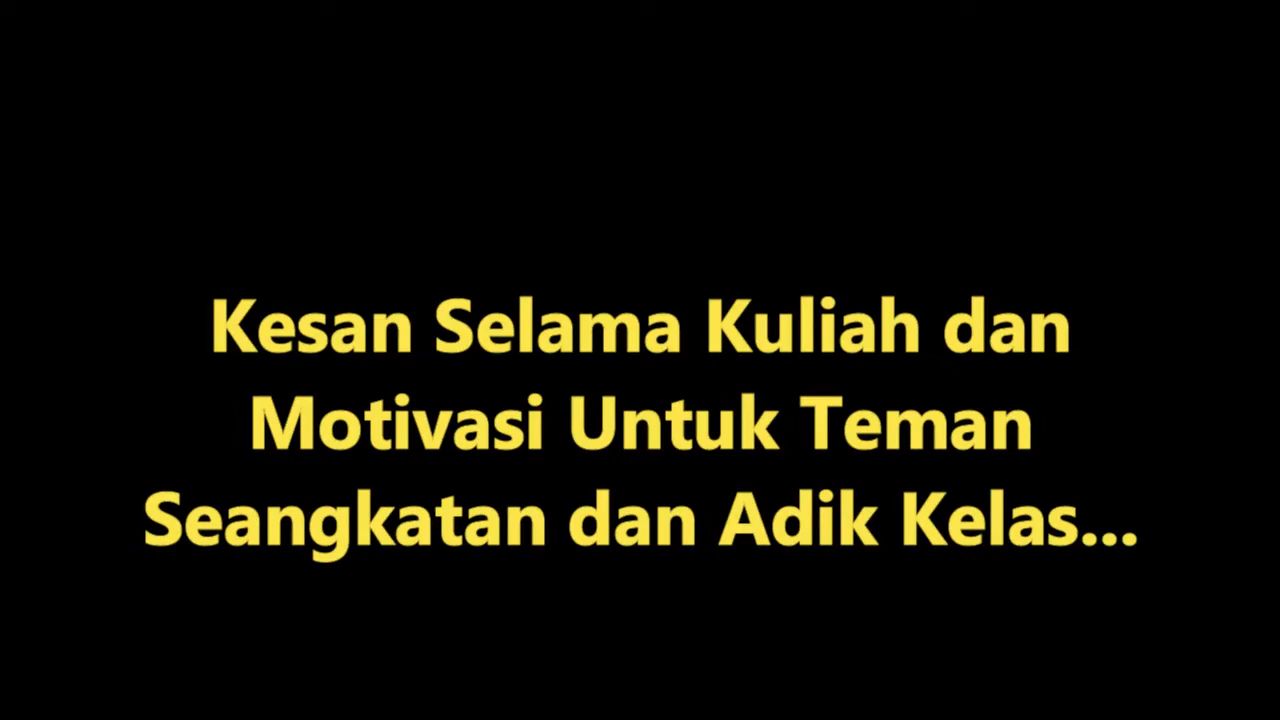 Kesan Selama Kuliah dan
Motivasi Untuk Teman
Seangkatan dan Adik Kelas...